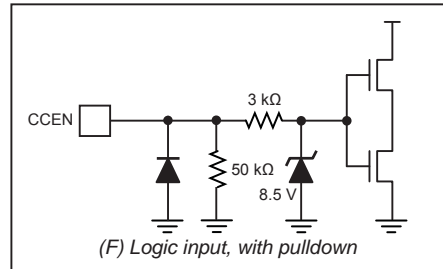 3 kΩ
CCEN
50 kΩ
8.5 V
(F) Logic input, with pulldown